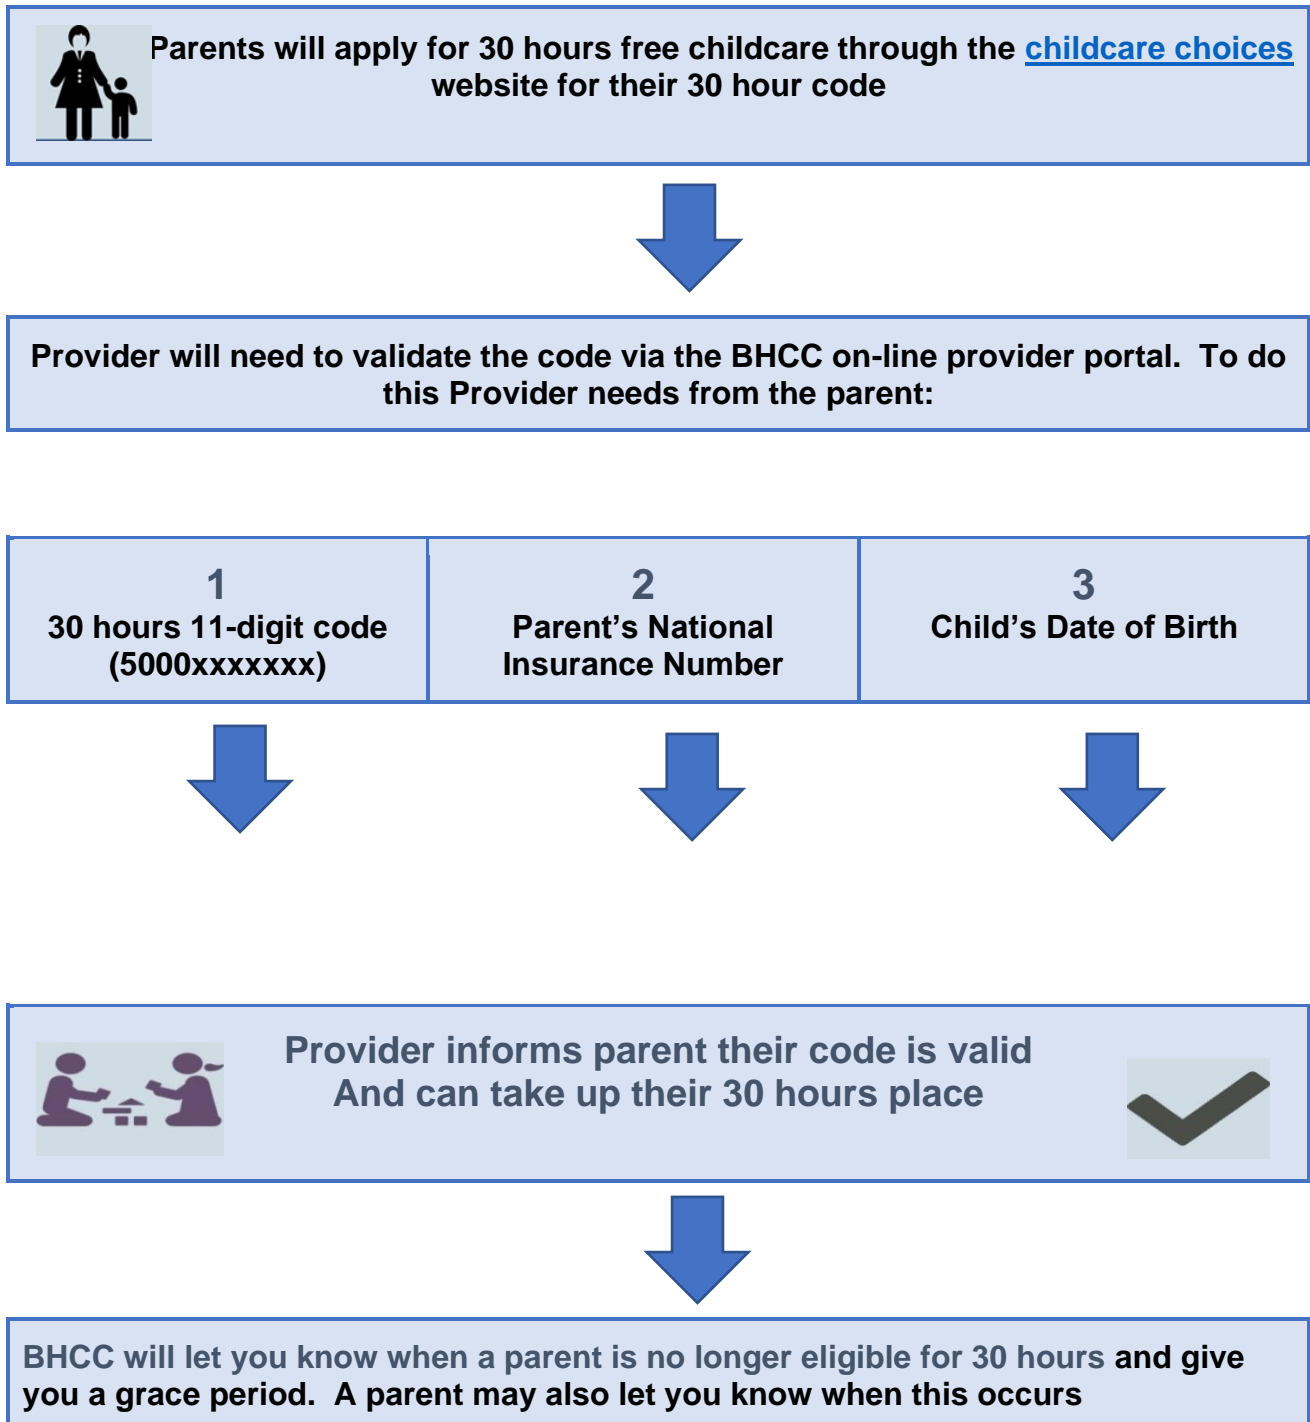 Parents will apply for 30 hours free childcare through the childcare choices
website for their 30 hour code
Provider will need to validate the code via the BHCC on-line provider portal.  To do
this Provider needs from the parent:
1
30 hours 11-digit code
(5000xxxxxxx)
2
Parent's National
Insurance Number
3
Child's Date of Birth
Provider informs parent their code is valid
And can take up their 30 hours place
BHCC will let you know when a parent is no longer eligible for 30 hours and give
you a grace period.  A parent may also let you know when this occurs